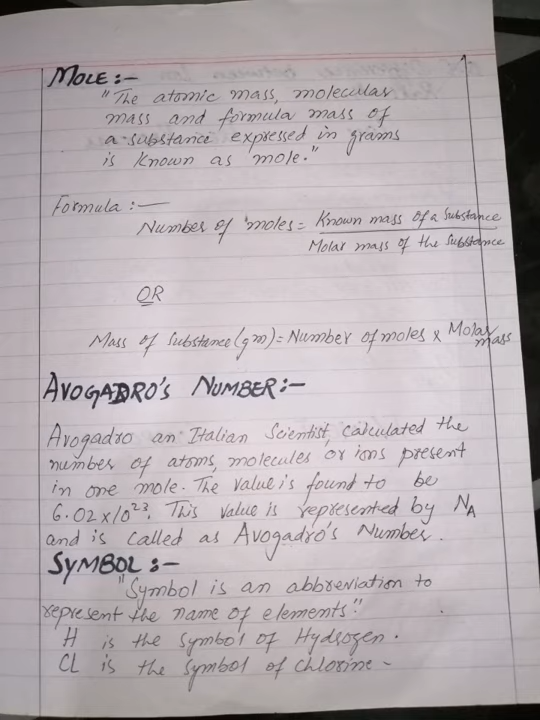 MOLE:-
"The atomic mass, molecular
mass and formula mass of
a substance expressed in grams
is known as mole."
Formula :—
Number of moles = Known mass of a substance
Molar mass of the substance
OR
Mass of Substance (gm) = Number of moles x Molar mass
AVOGADRO'S NUMBER:-
Avogadro an Italian Scientist, calculated the
number of atoms, molecules or ions present
in one mole. The value is found to be
6.02 x 10²³. This value is represented by NA
and is called as Avogadro's Number.
SYMBOL :-
"Symbol is an abbreviation to
represent the name of elements"
H is the symbol of Hydrogen.
CL is the symbol of chlorine -